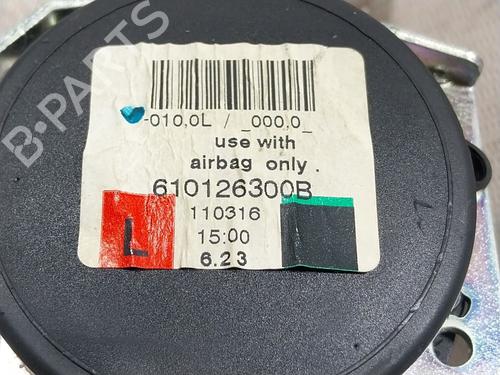 B-PARTS
-010,0L / _000,0_
use with
airbag only .
610126300B
110316
L
15:00
6.23